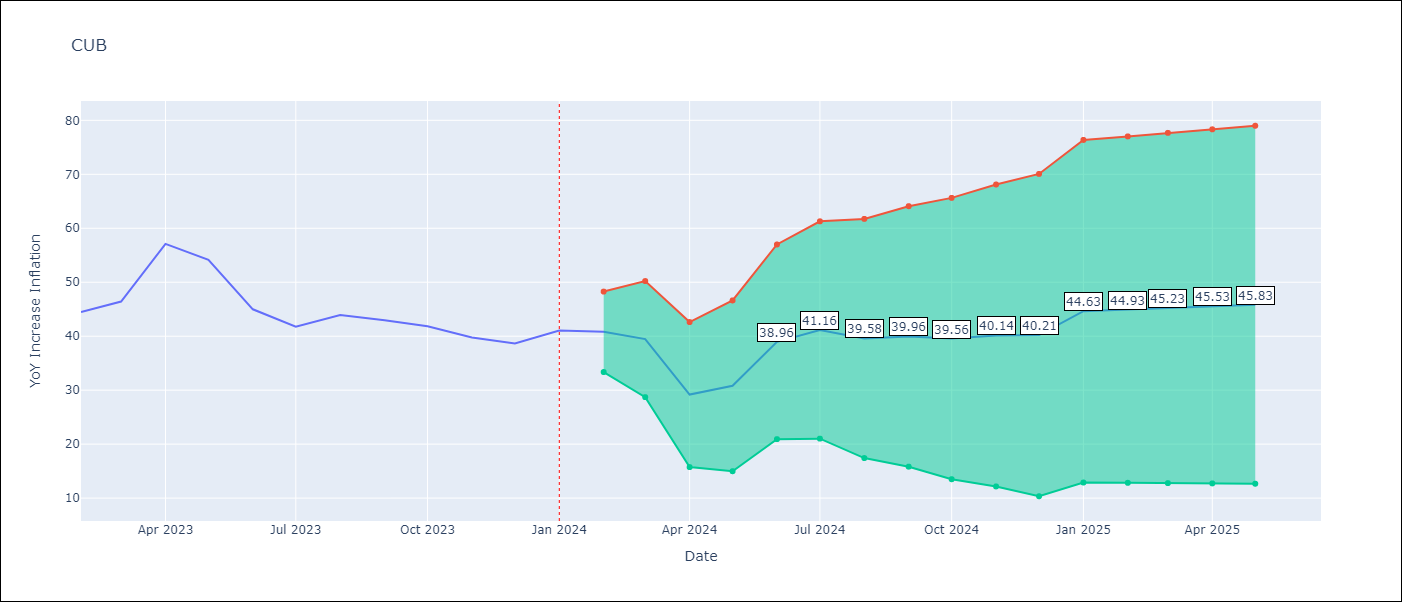 CUB
YoY Increase Inflation
80
70
60
50
40
30
20
10
38.96
41.16
39.58
39.96
39.56
40.14
40.21
44.63
44.93
45.23
45.53
45.83
Apr 2023
Jul 2023
Oct 2023
Jan 2024
Apr 2024
Jul 2024
Oct 2024
Jan 2025
Apr 2025
Date